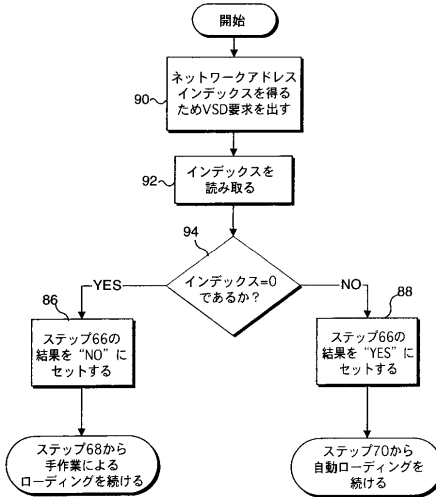 開始
90
ネットワークアドレス
インデックスを得る
ためVSD要求を出す
92
インデックスを
読み取る
94
インデックス=0
であるか?
YES
NO
86
ステップ66の
結果を“NO”に
セットする
88
ステップ66の
結果を“YES”に
セットする
ステップ68から
手作業による
ローディングを続ける
ステップ70から
自動ローディングを
続ける